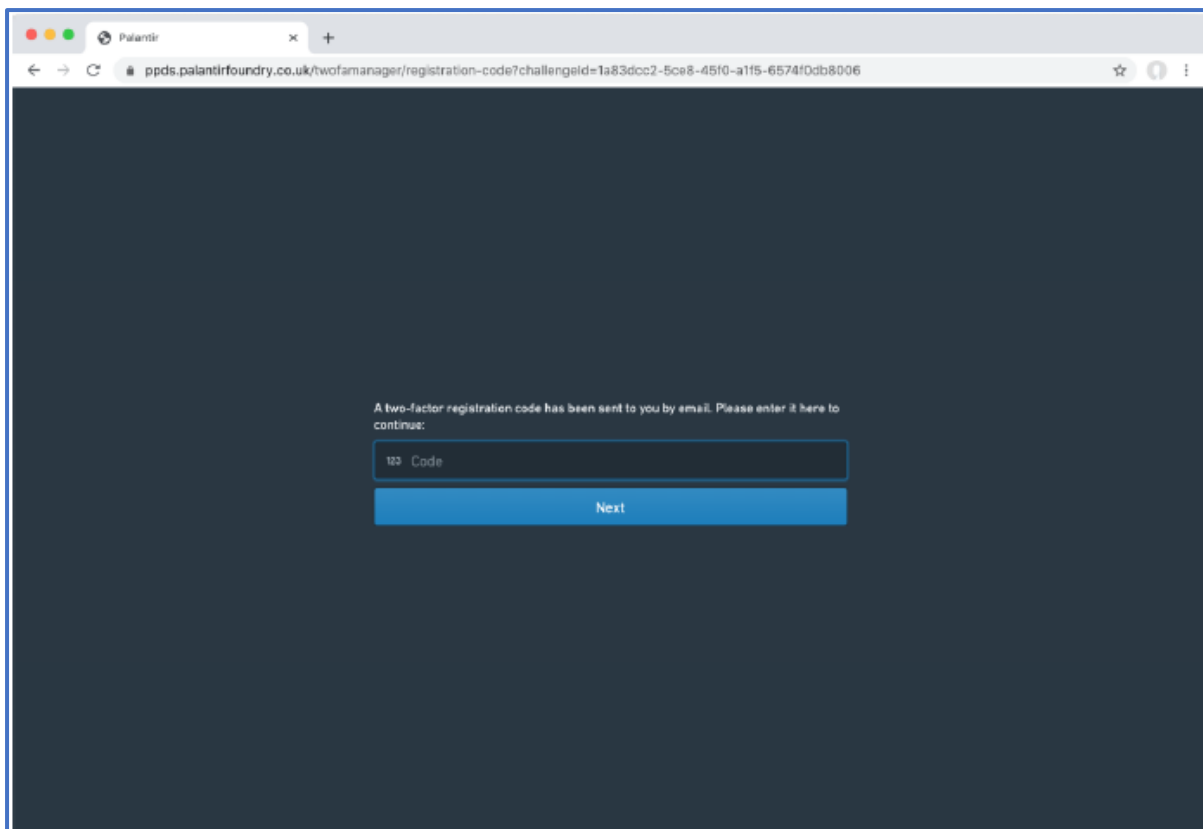 Palantir
ppds.palantirfoundry.co.uk/twofamanager/registration-code?challengeId=1a83dcc2-5ce8-45f0-a1f5-6574f0db8006
A two-factor registration code has been sent to you by email. Please enter it here to
continue:
123 Code
Next